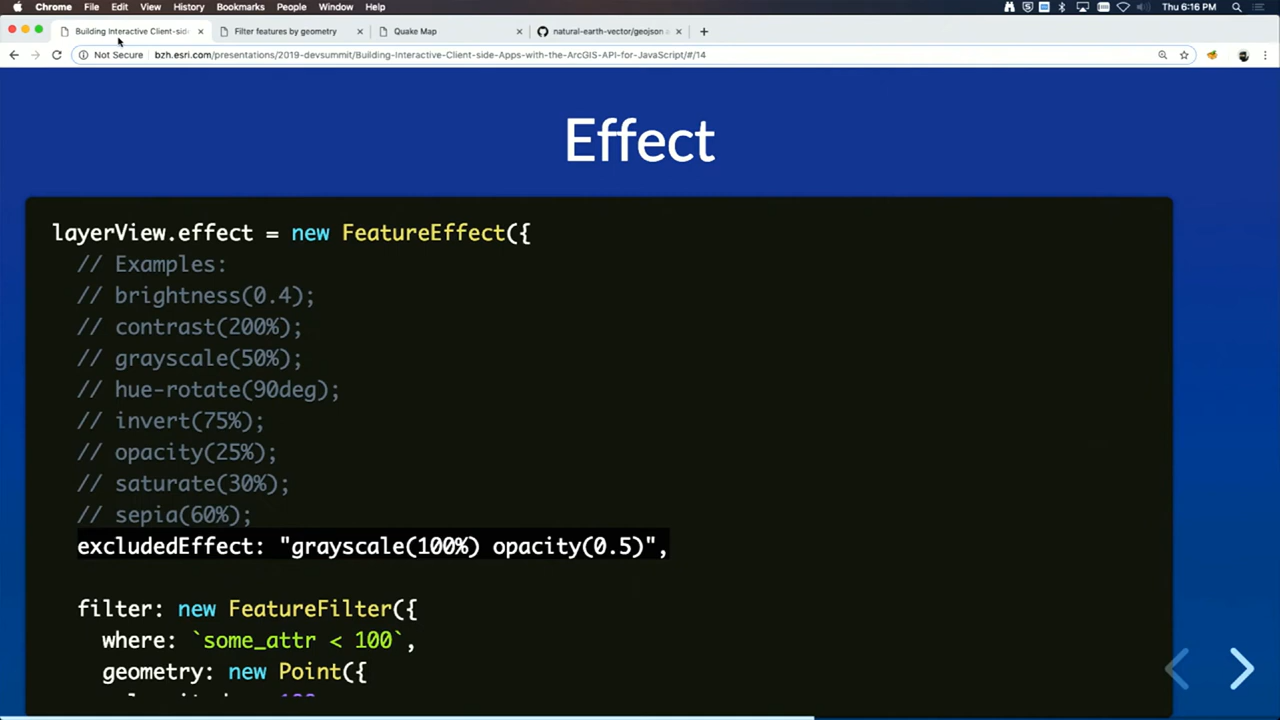 Chrome File Edit View History Bookmarks People Window Help Thu 6:16 PM
Building Interactive Client-side Filter features by geometry Quake Map natural-earth-vector/geojson
Not Secure bzh.esri.com/presentations/2019-devsummit/Building-Interactive-Client-side-Apps-with-the-ArcGIS-API-for-JavaScript/#/14
Effect
layerView.effect = new FeatureEffect({
// Examples:
// brightness(0.4);
// contrast(200%);
// grayscale(50%);
// hue-rotate(90deg);
// invert(75%);
// opacity(25%);
// saturate(30%);
// sepia(60%);
excludedEffect: "grayscale(100%) opacity(0.5)",
filter: new FeatureFilter({
where: `some_attr < 100`,
geometry: new Point({